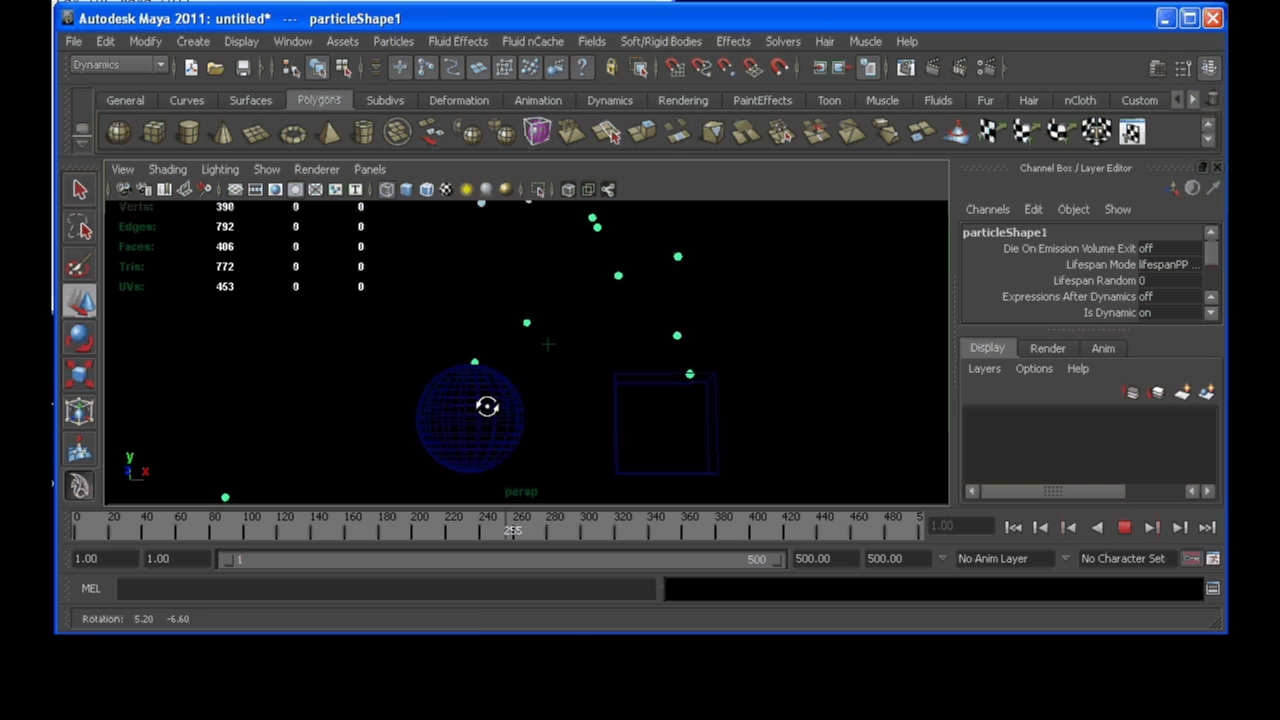 Autodesk Maya 2011: untitled* --- particleShape1
File Edit Modify Create Display Window Assets Particles Fluid Effects Fluid nCache Fields Soft/Rigid Bodies Effects Solvers Hair Muscle Help
Dynamics
General Curves Surfaces Polygons Subdivs Deformation Animation Dynamics Rendering PaintEffects Toon Muscle Fluids Fur Hair nCloth Custom
View Shading Lighting Show Renderer Panels
Channel Box / Layer Editor
Channels Edit Object Show
Verts: 390 0 0
Edges: 792 0 0
Faces: 406 0 0
Tris: 772 0 0
UVs: 453 0 0
particleShape1
Die On Emission Volume Exit off
Lifespan Mode lifespanPP ...
Lifespan Random 0
Expressions After Dynamics off
Is Dynamic on
Display Render Anim
Layers Options Help
y
x
persp
0 20 40 60 80 100 120 140 160 180 200 220 240 260 280 300 320 340 360 380 400 420 440 460 480 5
255
1.00
1.00 1.00 1 500 500.00 500.00 No Anim Layer No Character Set
MEL
Rotation: 5.20 -6.60